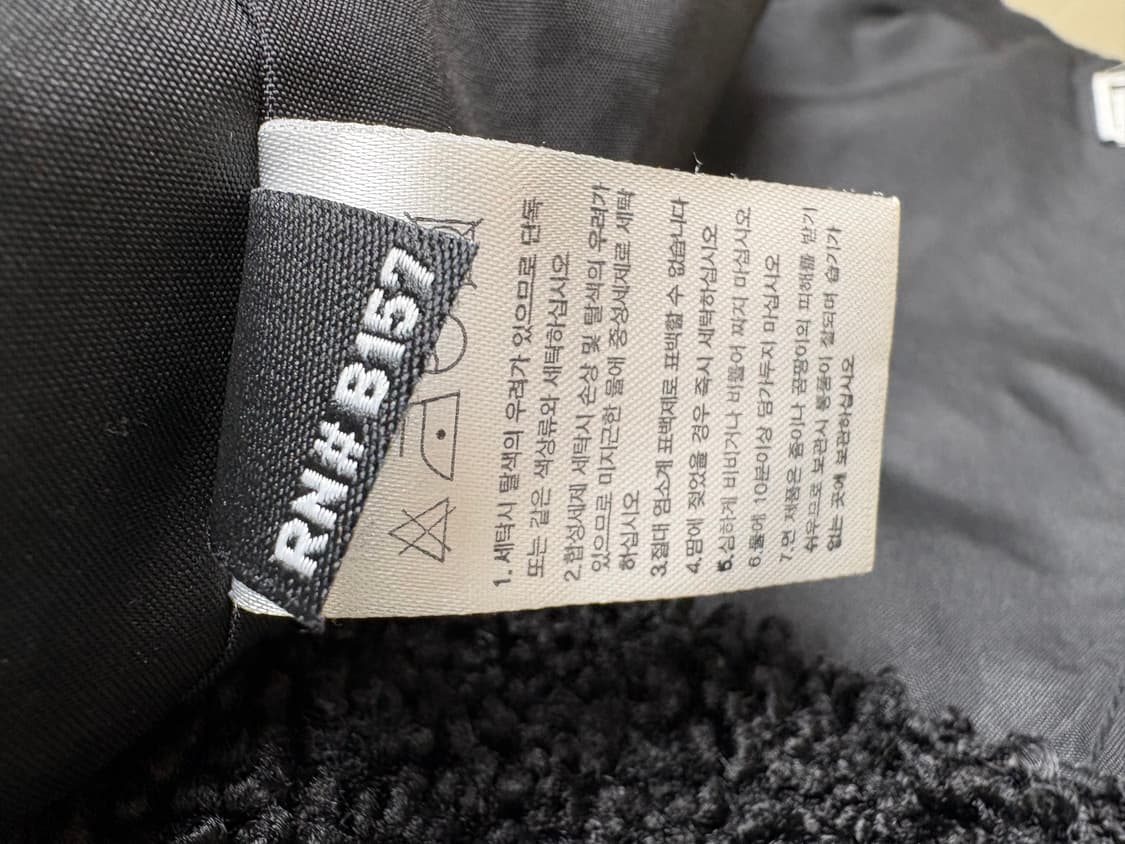 RN# B157
1. 세탁시 탈색의 우려가 있으므로 단독
또는 같은 색상류와 세탁하십시오
2.합성세제 세탁시 손상 및 탈색의 우려가
있으므로 미지근한 물에 중성세제로 세탁
하십시오
3.절대 염소계 표백제로 표백할 수 없습니다
4.땀에 젖었을 경우 즉시 세탁하십시오
5.심하게 비비거나 비틀어 짜지 마십시오
6.물에 10분이상 담가두지 마십시오
7.면 제품은 좀이나 곰팡이의 피해를 입기
쉬우므로 보관시 통풍이 잘되며 습기가
없는 곳에 보관하십시오